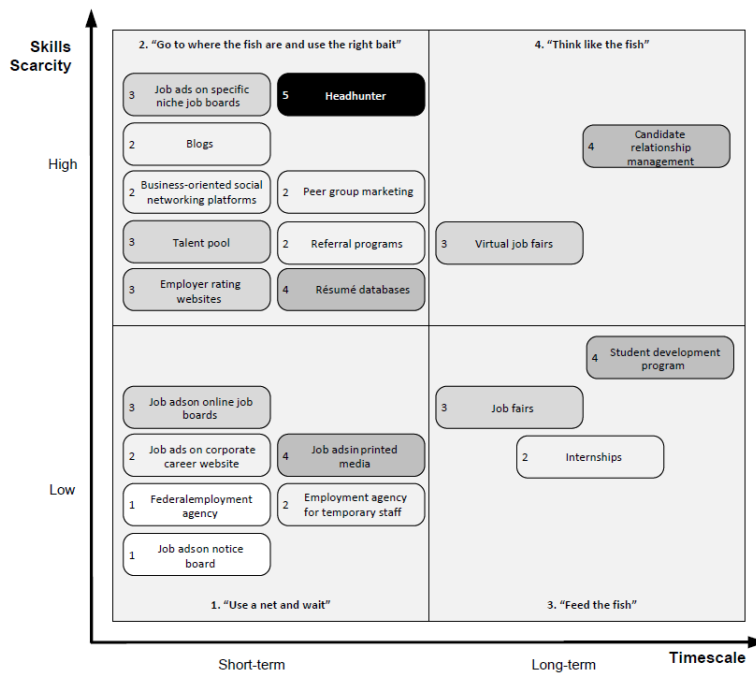 Skills
Scarcity
2. “Go to where the fish are and use the right bait”
4. “Think like the fish”
3 Job ads on specific
niche job boards
5 Headhunter
2 Blogs
4 Candidate
relationship
management
High
2 Business-oriented social
networking platforms
2 Peer group marketing
3 Talent pool
2 Referral programs
3 Virtual job fairs
3 Employer rating
websites
4 Résumé databases
4 Student development
program
3 Job adson online job
boards
3 Job fairs
2 Job ads on corporate
career website
4 Job adsin printed
media
2 Internships
Low
1 Federalemployment
agency
2 Employment agency
for temporary staff
1 Job adson notice
board
1. “Use a net and wait”
3. “Feed the fish”
Short-term
Long-term
Timescale